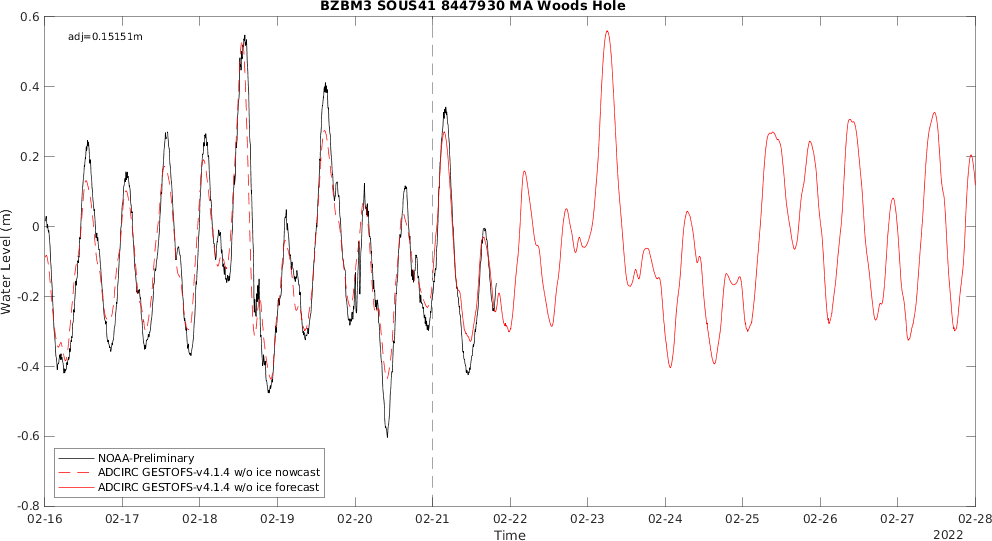 BZBM3 SOUS41 8447930 MA Woods Hole
adj=0.15151m
0.6
0.4
0.2
0
-0.2
-0.4
-0.6
-0.8
Water Level (m)
NOAA-Preliminary
ADCIRC GESTOFS-v4.1.4 w/o ice nowcast
ADCIRC GESTOFS-v4.1.4 w/o ice forecast
02-16 02-17 02-18 02-19 02-20 02-21 02-22 02-23 02-24 02-25 02-26 02-27 02-28
Time
2022